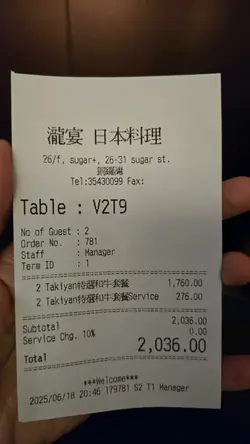 瀧宴 日本料理
26/f, sugar+, 26-31 sugar st.
銅鑼灣
Tel:35430099 Fax:
Table : V2T9
No of Guest : 2
Order No. : 781
Staff : Manager
Term ID : 1
2 Takiyan特選和牛套餐 1,760.00
2 Takiyan特選和牛套餐Service 276.00
Subtotal 2,036.00
Service Chg. 10% 0.00
Total 2,036.00
***Welcome***
2025/06/18 20:46 179781 S2 T1 Manager